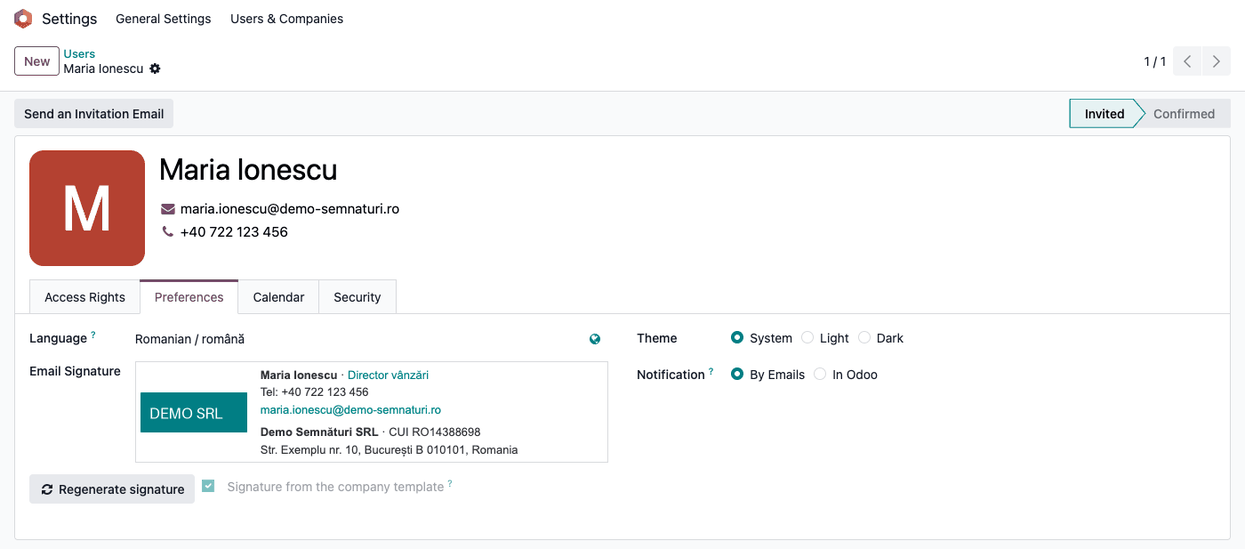 Settings General Settings Users & Companies
New Users
Maria Ionescu
1 / 1
Send an Invitation Email
Invited Confirmed
M
Maria Ionescu
maria.ionescu@demo-semnaturi.ro
+40 722 123 456
Access Rights Preferences Calendar Security
Language ? Romanian / română
Theme System Light Dark
Email Signature
Notification ? By Emails In Odoo
DEMO SRL
Maria Ionescu · Director vânzări
Tel: +40 722 123 456
maria.ionescu@demo-semnaturi.ro
Demo Semnături SRL · CUI RO14388698
Str. Exemplu nr. 10, București B 010101, Romania
Regenerate signature Signature from the company template ?